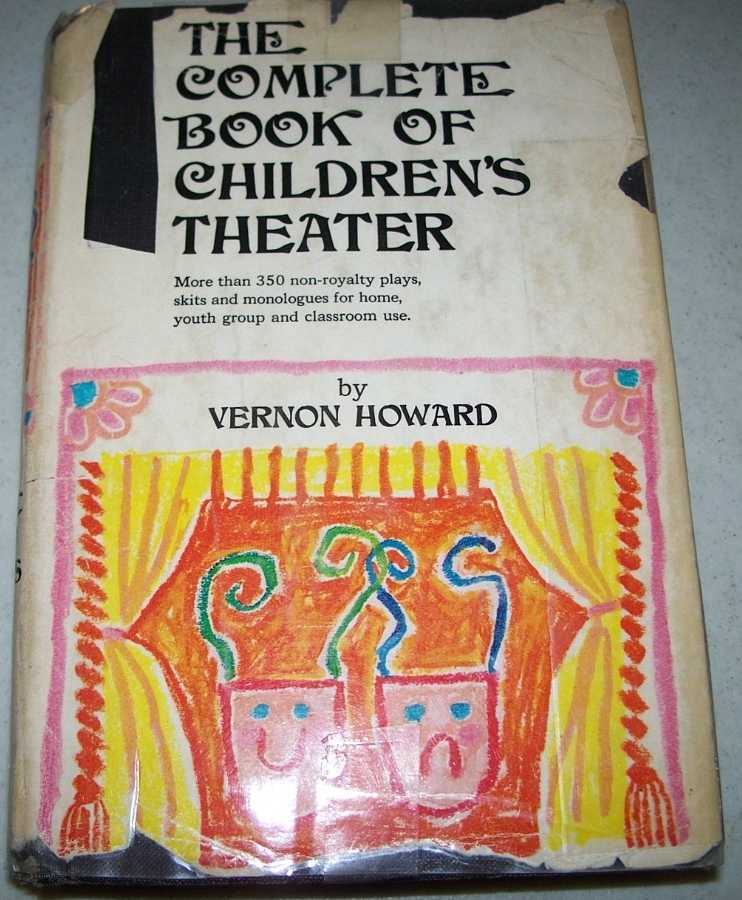 THE
COMPLETE
BOOK OF
CHILDREN'S
THEATER
More than 350 non-royalty plays,
skits and monologues for home,
youth group and classroom use.
by
VERNON HOWARD